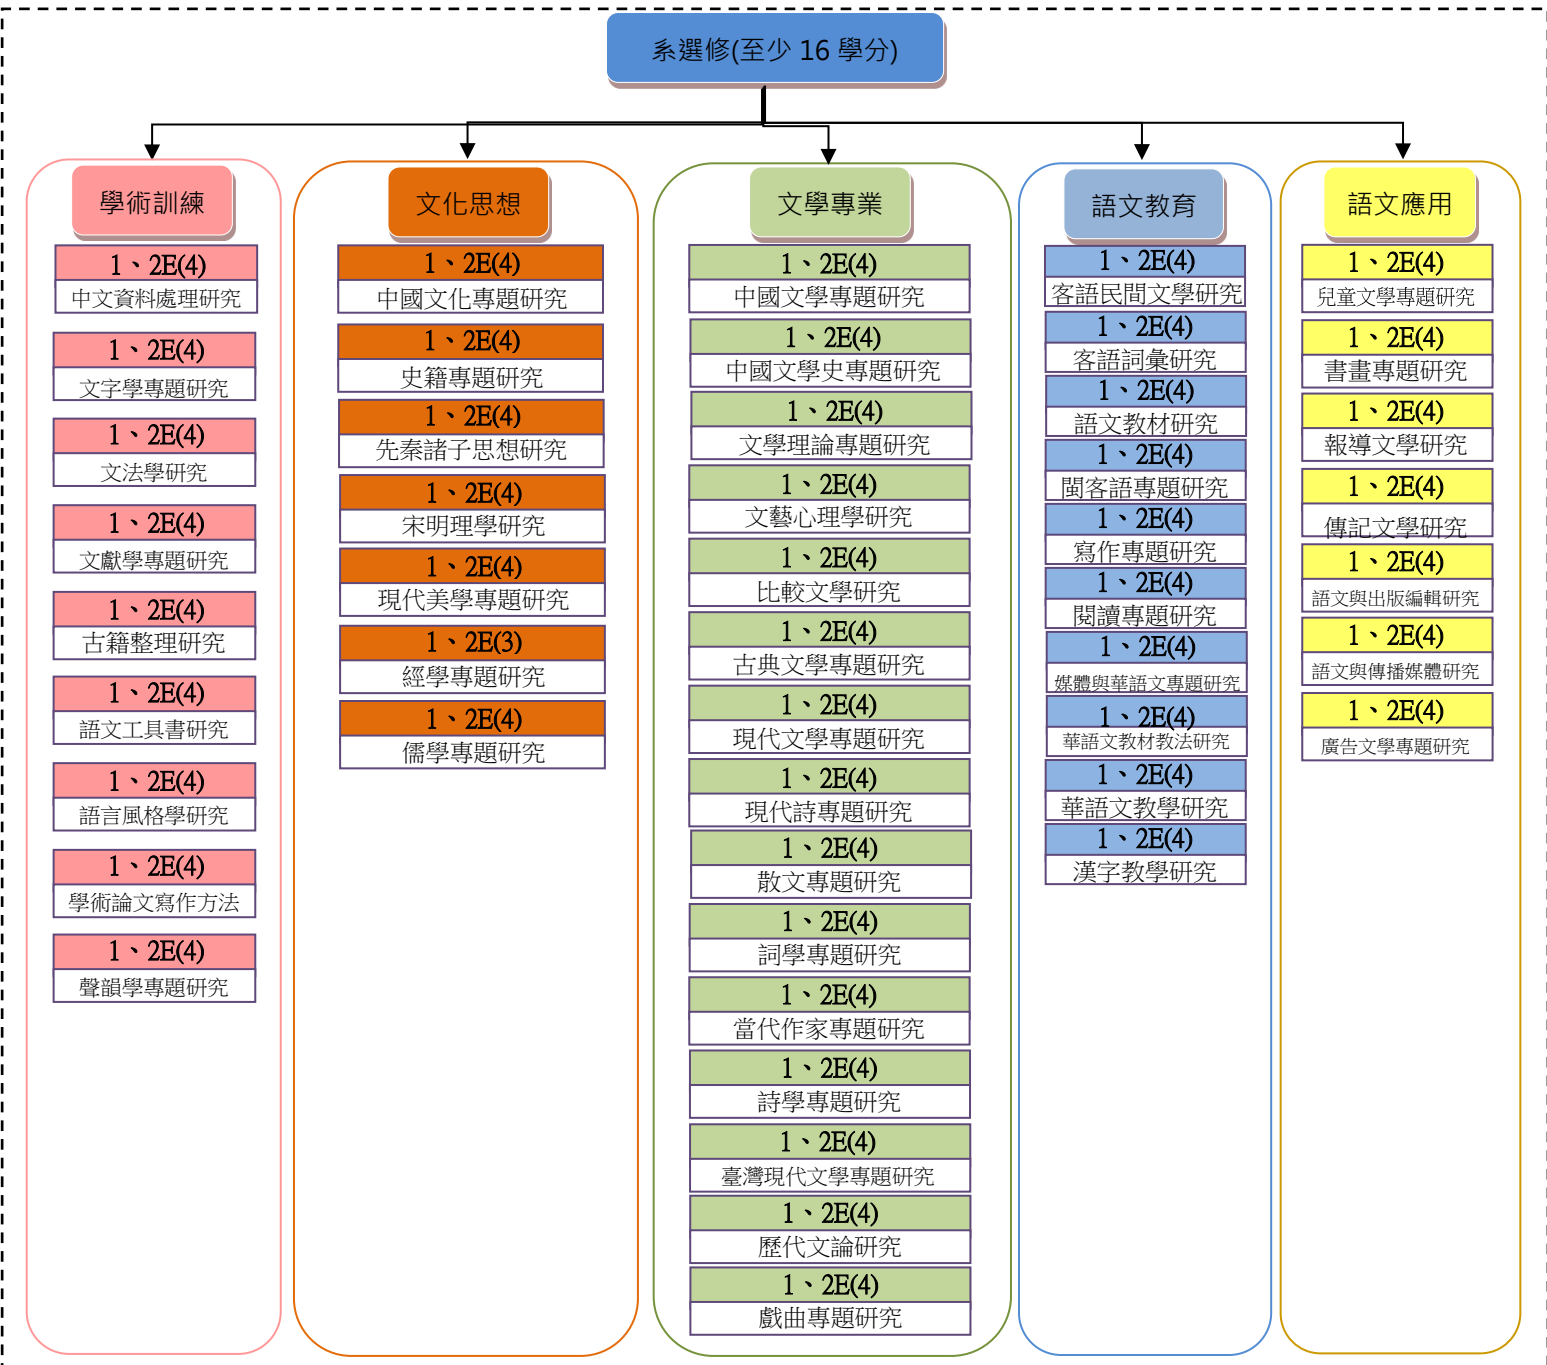 系選修(至少 16 學分)
學術訓練
1、2E(4)
中文資料處理研究
1、2E(4)
文字學專題研究
1、2E(4)
文法學研究
1、2E(4)
文獻學專題研究
1、2E(4)
古籍整理研究
1、2E(4)
語文工具書研究
1、2E(4)
語言風格學研究
1、2E(4)
學術論文寫作方法
1、2E(4)
聲韻學專題研究
文化思想
1、2E(4)
中國文化專題研究
1、2E(4)
史籍專題研究
1、2E(4)
先秦諸子思想研究
1、2E(4)
宋明理學研究
1、2E(4)
現代美學專題研究
1、2E(3)
經學專題研究
1、2E(4)
儒學專題研究
文學專業
1、2E(4)
中國文學專題研究
1、2E(4)
中國文學史專題研究
1、2E(4)
文學理論專題研究
1、2E(4)
文藝心理學研究
1、2E(4)
比較文學研究
1、2E(4)
古典文學專題研究
1、2E(4)
現代文學專題研究
1、2E(4)
現代詩專題研究
1、2E(4)
散文專題研究
1、2E(4)
詞學專題研究
1、2E(4)
當代作家專題研究
1、2E(4)
詩學專題研究
1、2E(4)
臺灣現代文學專題研究
1、2E(4)
歷代文論研究
1、2E(4)
戲曲專題研究
語文教育
1、2E(4)
客語民間文學研究
1、2E(4)
客語詞彙研究
1、2E(4)
語文教材研究
1、2E(4)
閩客語專題研究
1、2E(4)
寫作專題研究
1、2E(4)
閱讀專題研究
1、2E(4)
媒體與華語文專題研究
1、2E(4)
華語文教材教法研究
1、2E(4)
華語文教學研究
1、2E(4)
漢字教學研究
語文應用
1、2E(4)
兒童文學專題研究
1、2E(4)
書畫專題研究
1、2E(4)
報導文學研究
1、2E(4)
傳記文學研究
1、2E(4)
語文與出版編輯研究
1、2E(4)
語文與傳播媒體研究
1、2E(4)
廣告文學專題研究